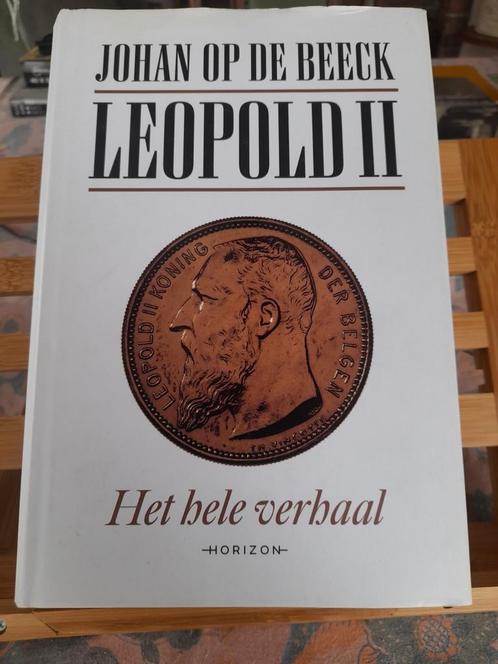 JOHAN OP DE BEECK
LEOPOLD II
LEOPOLD II KONING
DER BELGEN
Het hele verhaal
HORIZON